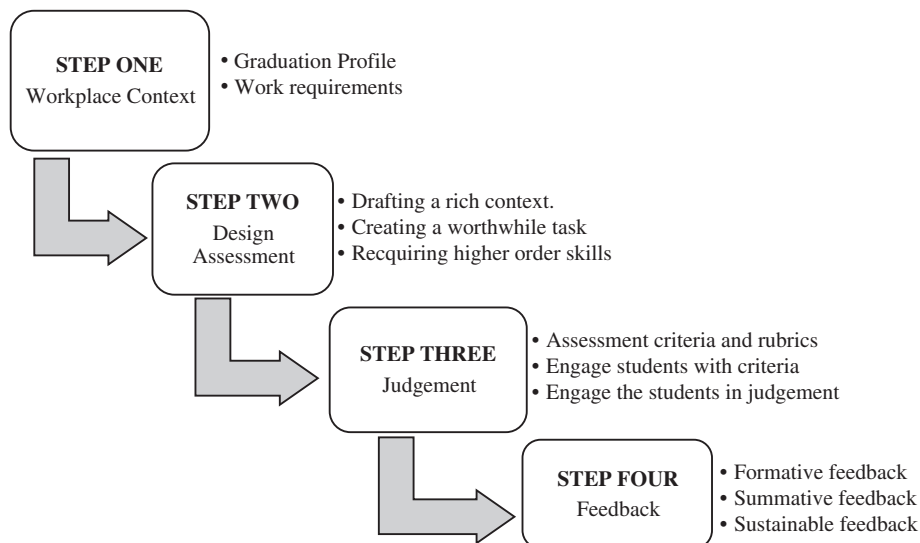 STEP ONE
Workplace Context
• Graduation Profile
• Work requirements
STEP TWO
Design
Assessment
• Drafting a rich context.
• Creating a worthwhile task
• Recquiring higher order skills
STEP THREE
Judgement
• Assessment criteria and rubrics
• Engage students with criteria
• Engage the students in judgement
STEP FOUR
Feedback
• Formative feedback
• Summative feedback
• Sustainable feedback